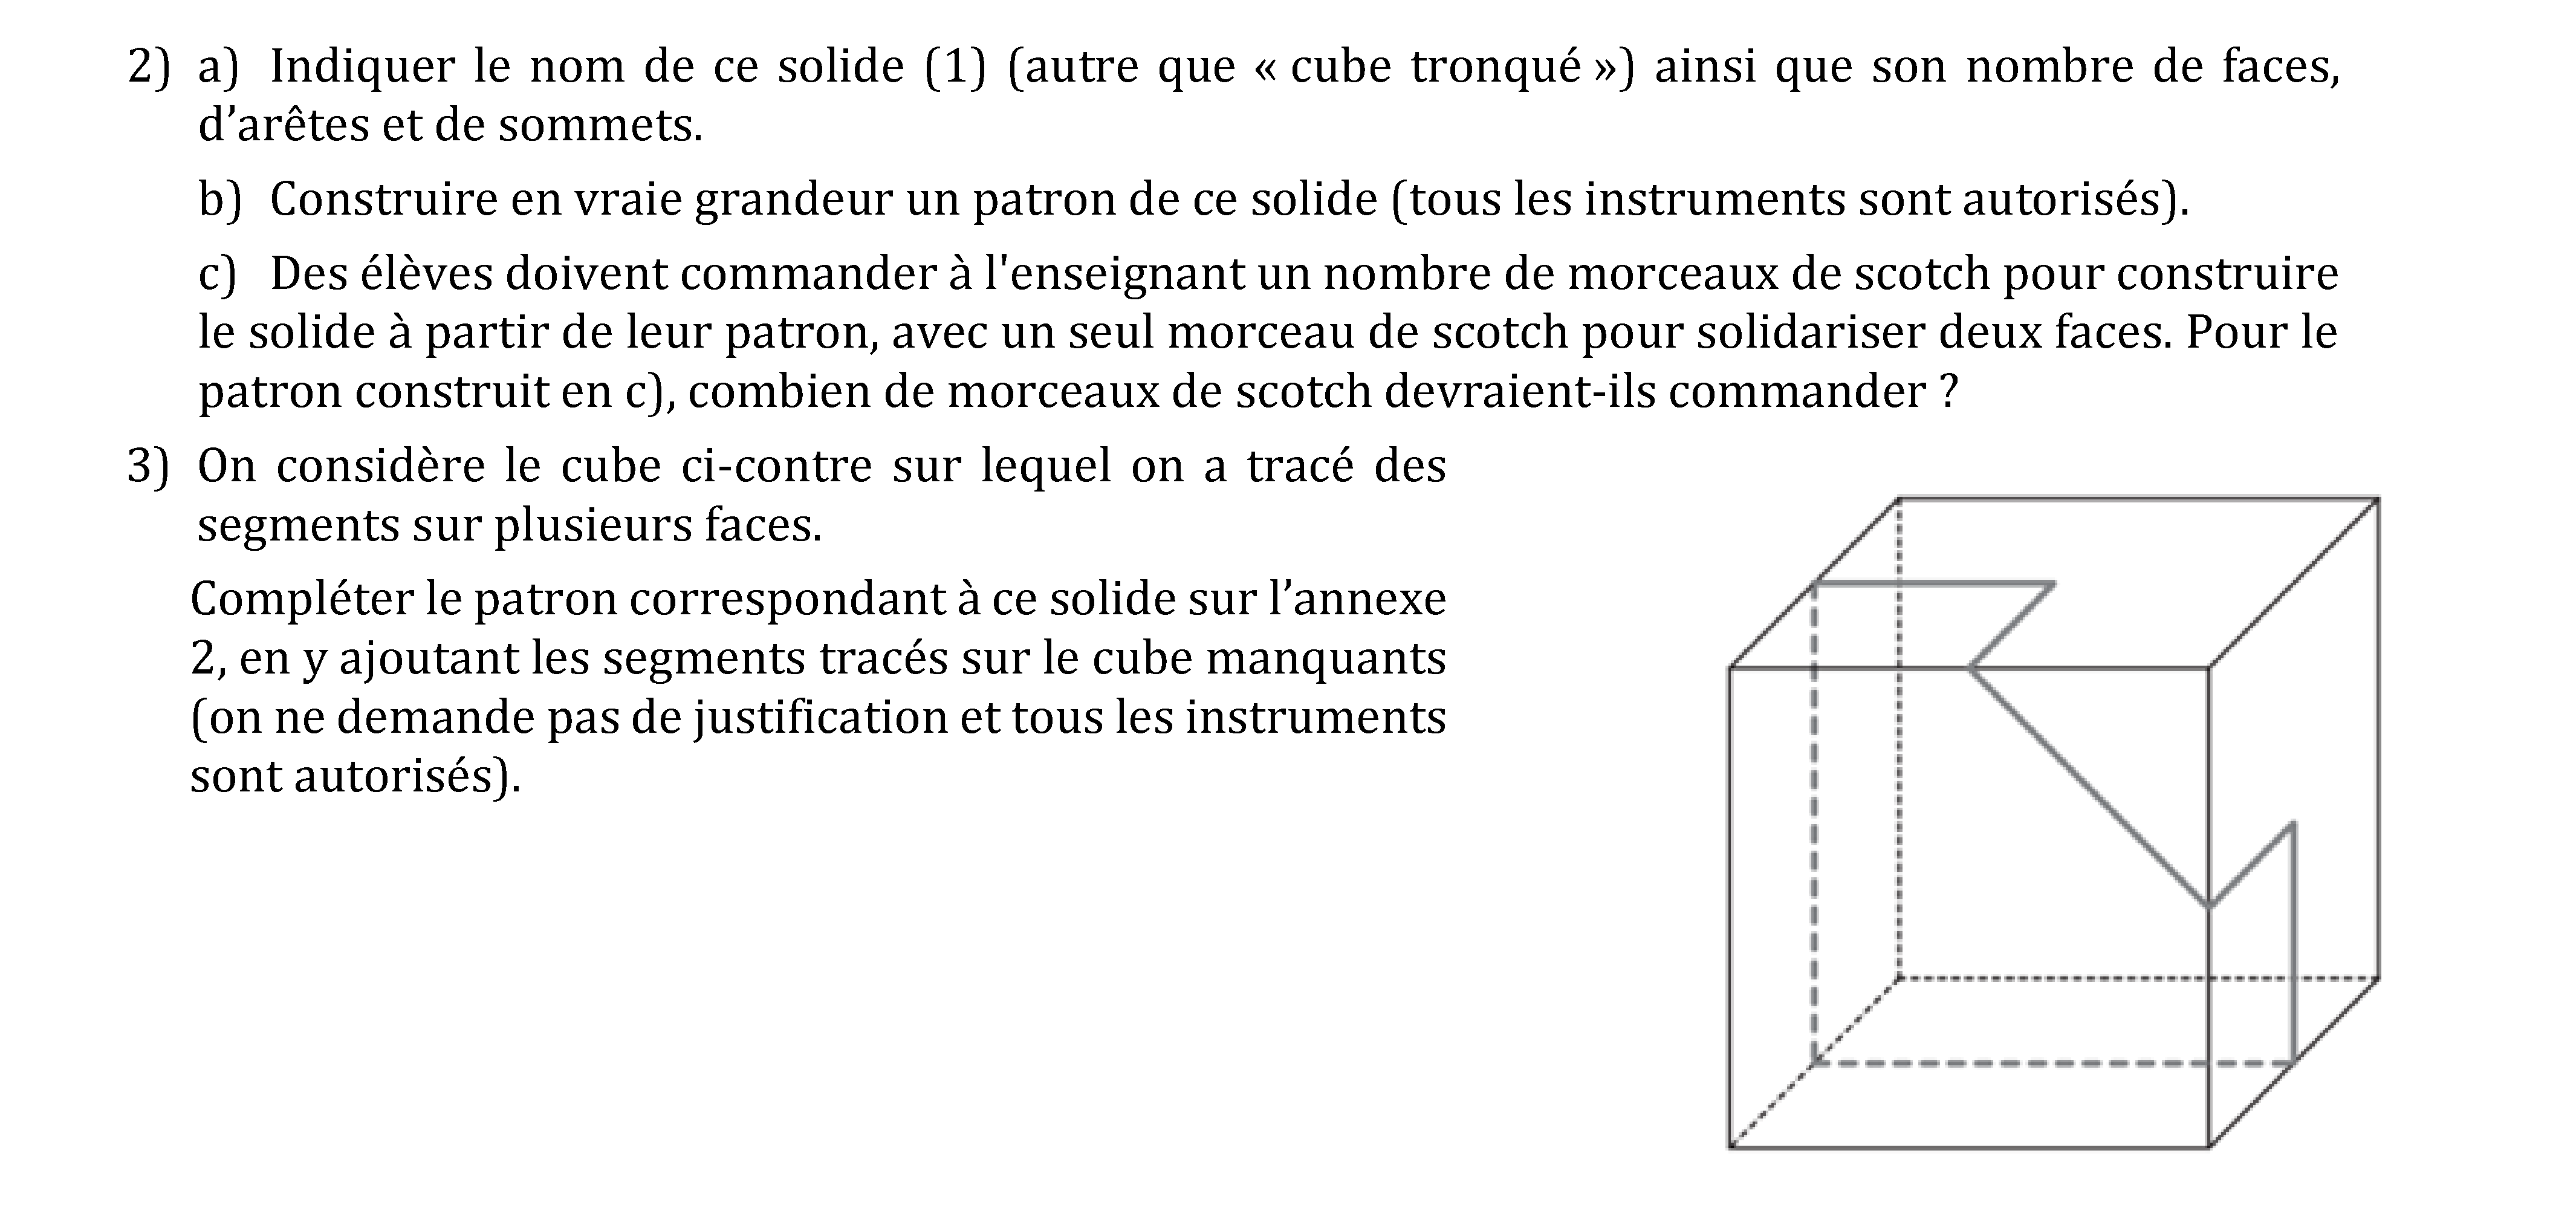 2) a) Indiquer le nom de ce solide (1) (autre que « cube tronqué ») ainsi que son nombre de faces,
d’arêtes et de sommets.
b) Construire en vraie grandeur un patron de ce solide (tous les instruments sont autorisés).
c) Des élèves doivent commander à l'enseignant un nombre de morceaux de scotch pour construire
le solide à partir de leur patron, avec un seul morceau de scotch pour solidariser deux faces. Pour le
patron construit en c), combien de morceaux de scotch devraient-ils commander ?
3) On considère le cube ci-contre sur lequel on a tracé des
segments sur plusieurs faces.
Compléter le patron correspondant à ce solide sur l’annexe
2, en y ajoutant les segments tracés sur le cube manquants
(on ne demande pas de justification et tous les instruments
sont autorisés).